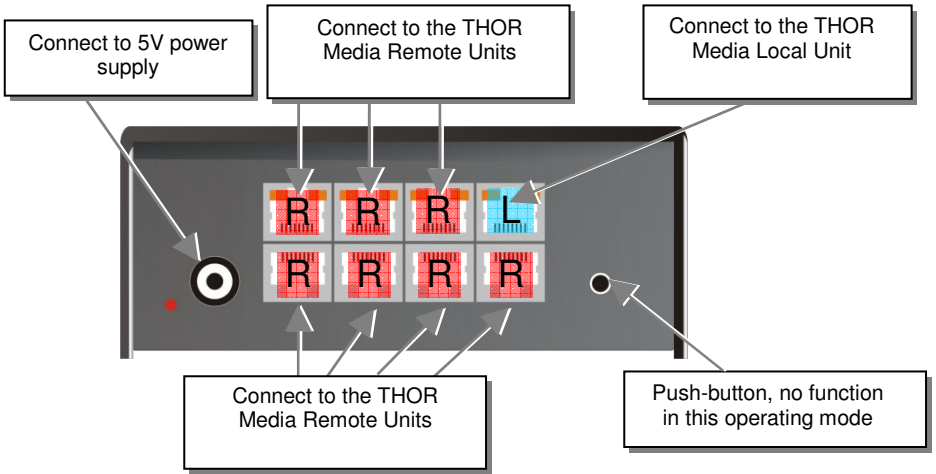 Connect to 5V power
supply
Connect to the THOR
Media Remote Units
Connect to the THOR
Media Local Unit
R R R L
R R R R
Connect to the THOR
Media Remote Units
Push-button, no function
in this operating mode